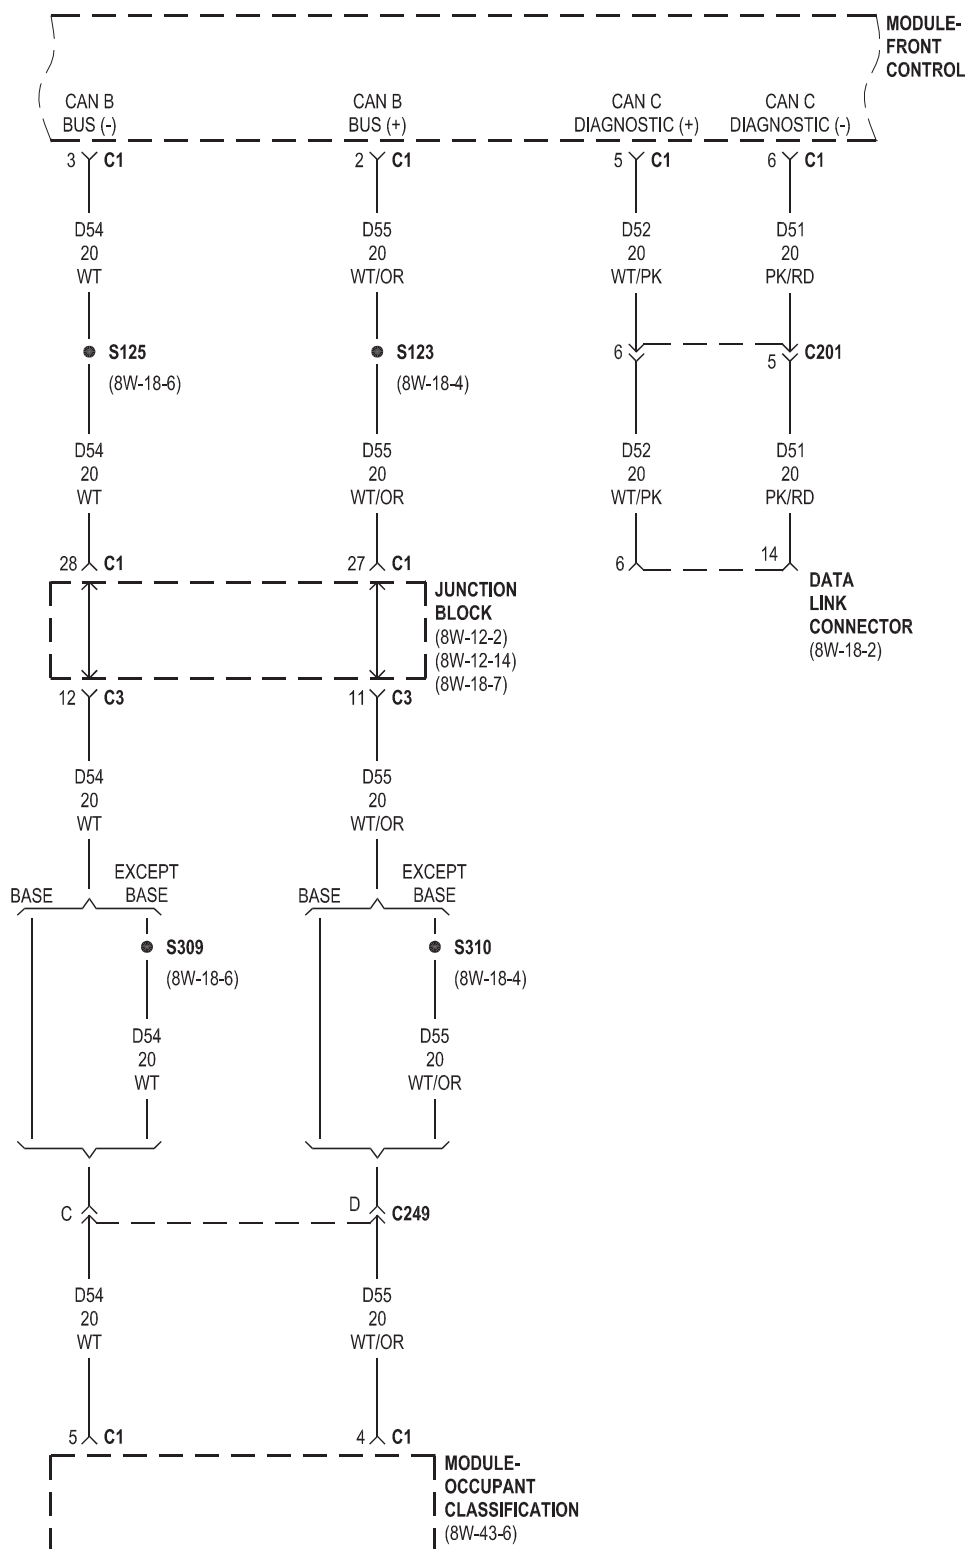 MODULE-
FRONT
CONTROL
CAN B
BUS (-)
CAN B
BUS (+)
CAN C
DIAGNOSTIC (+)
CAN C
DIAGNOSTIC (-)
3 C1
2 C1
5 C1
6 C1
D54
20
WT
D55
20
WT/OR
D52
20
WT/PK
D51
20
PK/RD
S125
(8W-18-6)
S123
(8W-18-4)
6
5
C201
D54
20
WT
D55
20
WT/OR
D52
20
WT/PK
D51
20
PK/RD
28 C1
27 C1
6
14
DATA
LINK
CONNECTOR
(8W-18-2)
JUNCTION
BLOCK
(8W-12-2)
(8W-12-14)
(8W-18-7)
12 C3
11 C3
D54
20
WT
D55
20
WT/OR
BASE
EXCEPT
BASE
BASE
EXCEPT
BASE
S309
(8W-18-6)
S310
(8W-18-4)
D54
20
WT
D55
20
WT/OR
C
D
C249
D54
20
WT
D55
20
WT/OR
5 C1
4 C1
MODULE-
OCCUPANT
CLASSIFICATION
(8W-43-6)